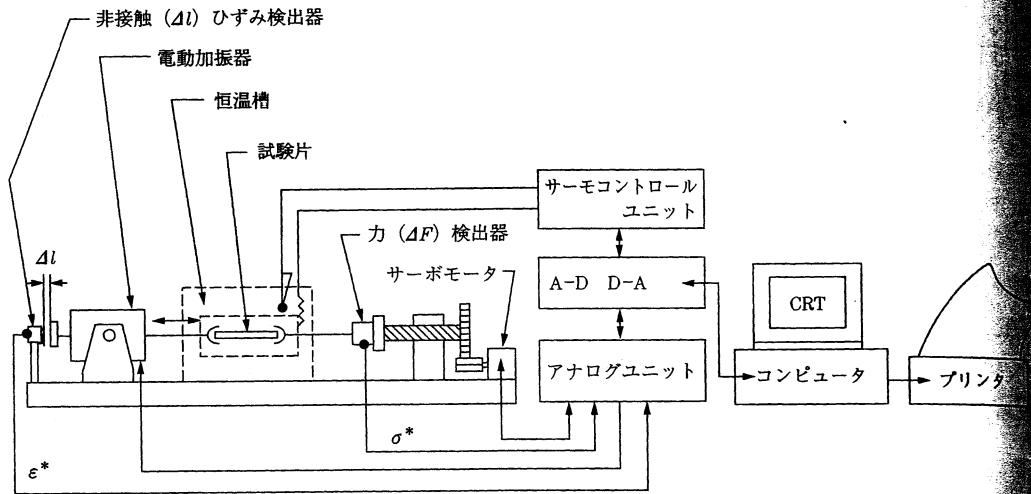 非接触（Δl）ひずみ検出器
電動加振器
恒温槽
試験片
サーモコントロール
ユニット
力（ΔF）検出器
サーボモータ
Δl
A-D D-A
CRT
アナログユニット
コンピュータ
プリンタ
σ*
ε*